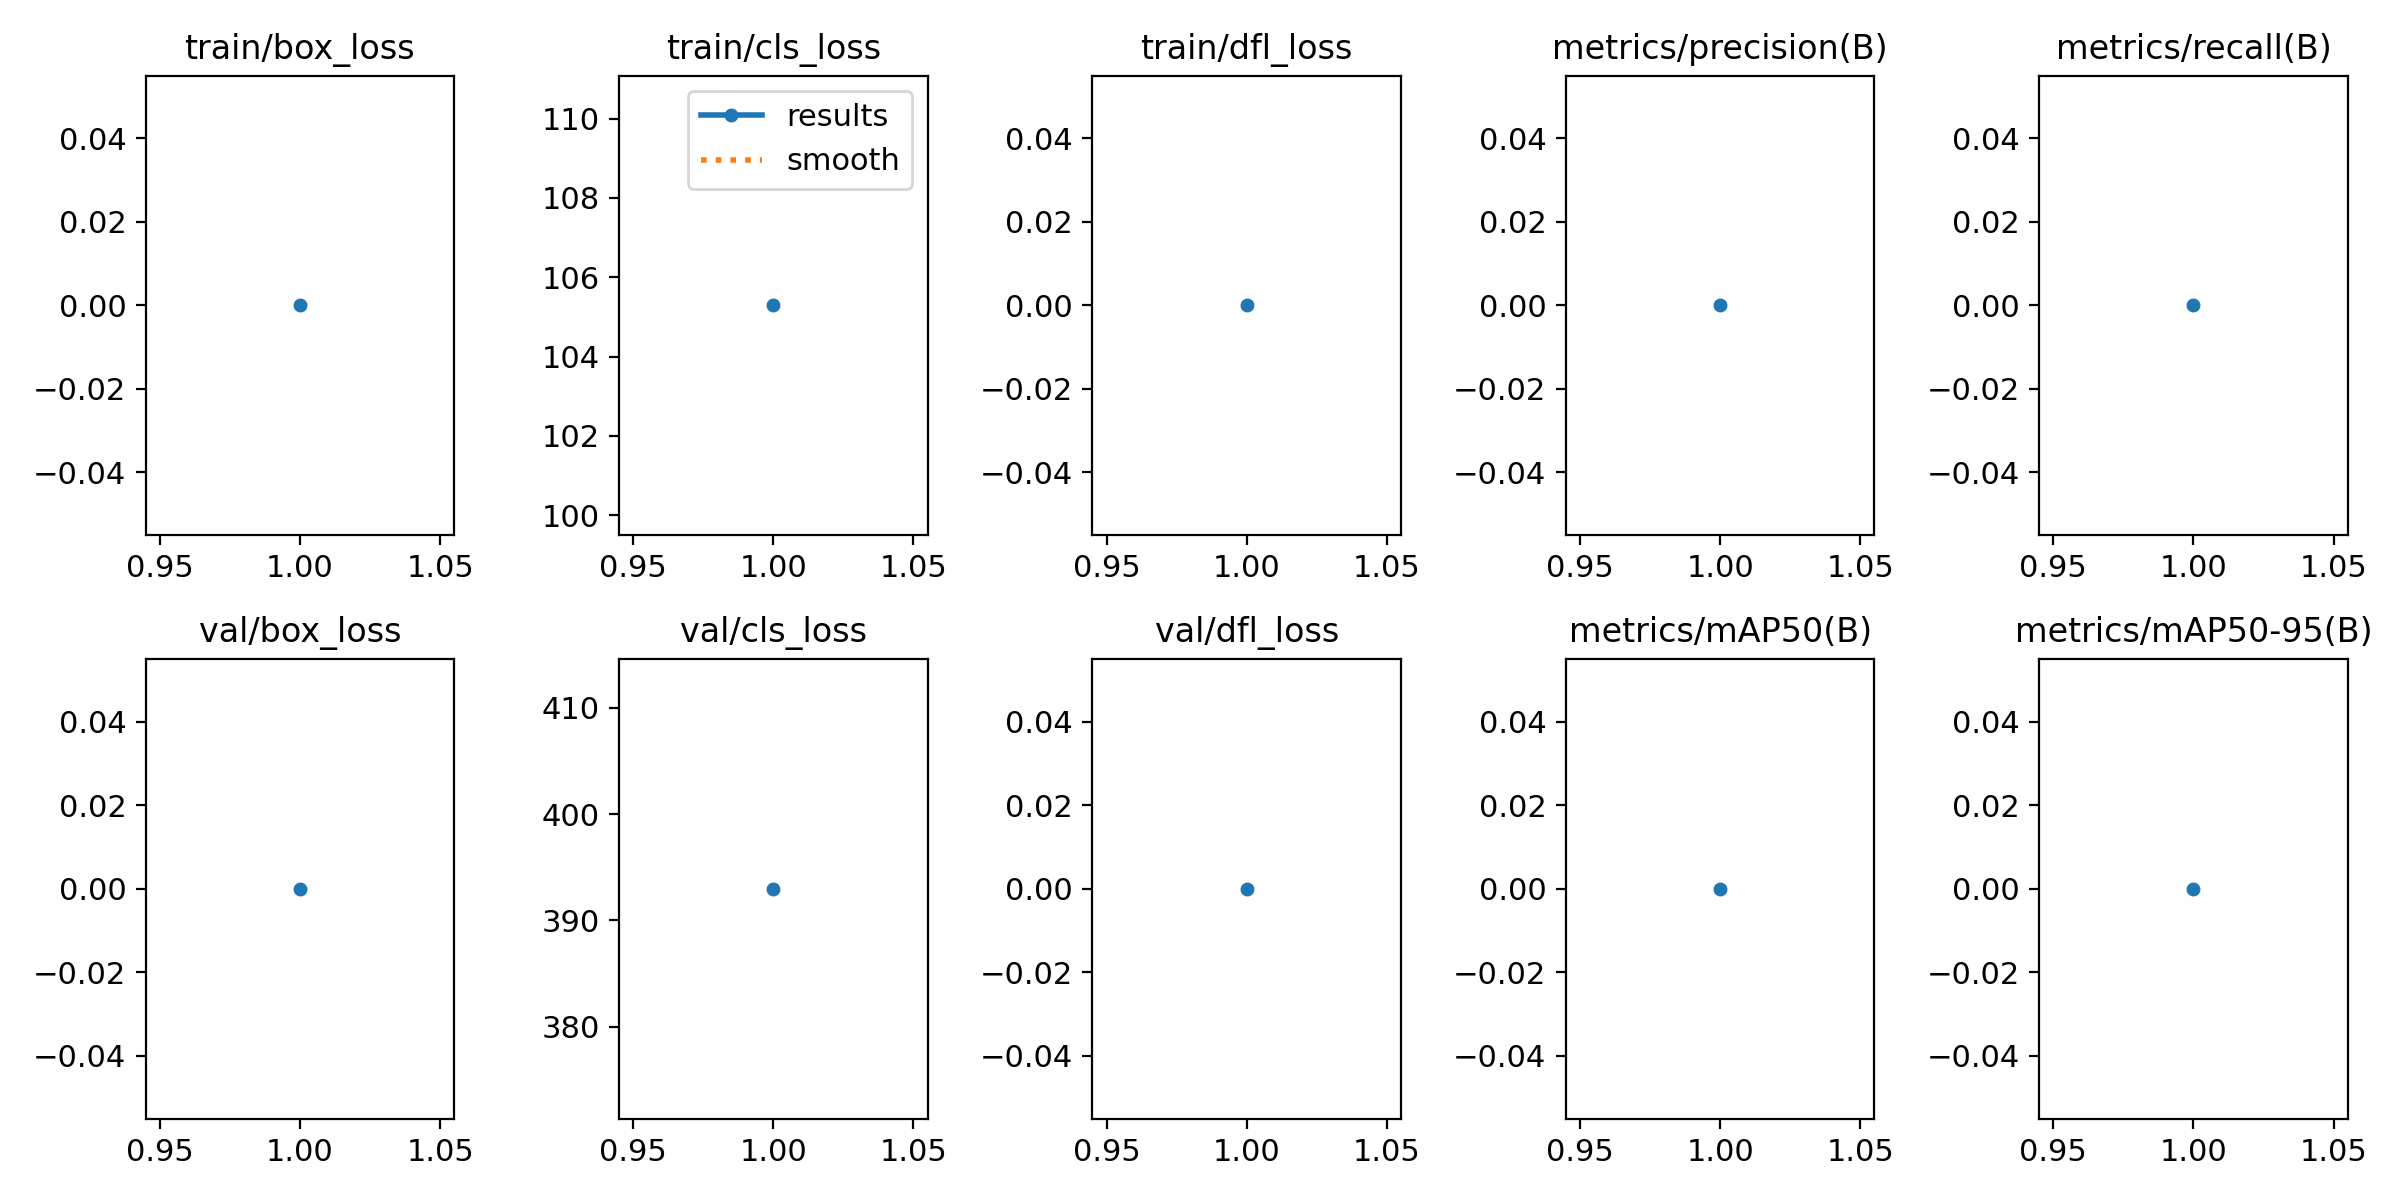 train/box_loss train/cls_loss train/dfl_loss metrics/precision(B) metrics/recall(B)
0.04 110 0.04 0.04 0.04
results
smooth
0.02 108 0.02 0.02 0.02
0.00 106 0.00 0.00 0.00
−0.02 104 −0.02 −0.02 −0.02
102
−0.04 100 −0.04 −0.04 −0.04
0.95 1.00 1.05 0.95 1.00 1.05 0.95 1.00 1.05 0.95 1.00 1.05 0.95 1.00 1.05
val/box_loss val/cls_loss val/dfl_loss metrics/mAP50(B) metrics/mAP50-95(B)
0.04 410 0.04 0.04 0.04
0.02 400 0.02 0.02 0.02
0.00 390 0.00 0.00 0.00
−0.02 −0.02 −0.02 −0.02
380
−0.04 −0.04 −0.04 −0.04
0.95 1.00 1.05 0.95 1.00 1.05 0.95 1.00 1.05 0.95 1.00 1.05 0.95 1.00 1.05